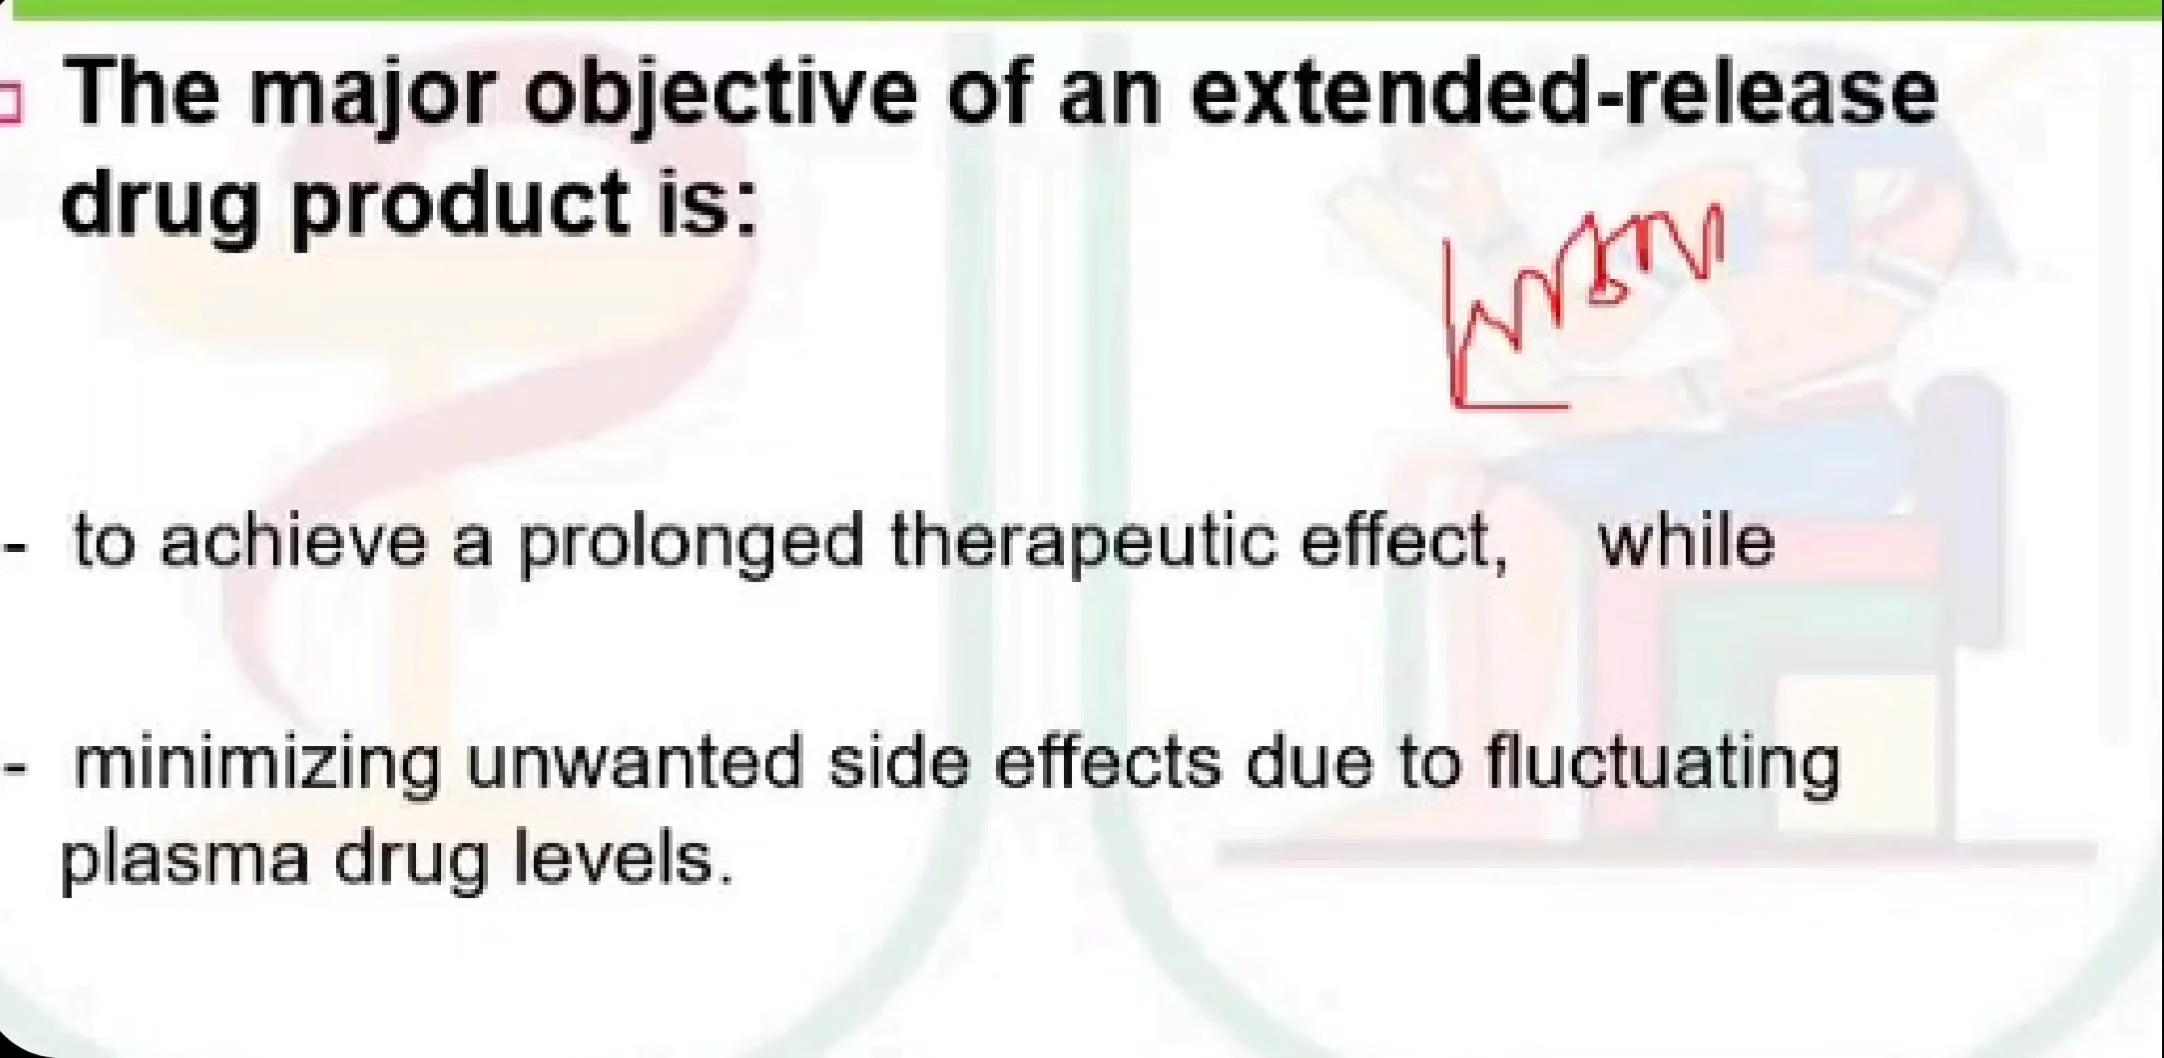 The major objective of an extended-release
drug product is:
- to achieve a prolonged therapeutic effect, while
- minimizing unwanted side effects due to fluctuating
plasma drug levels.